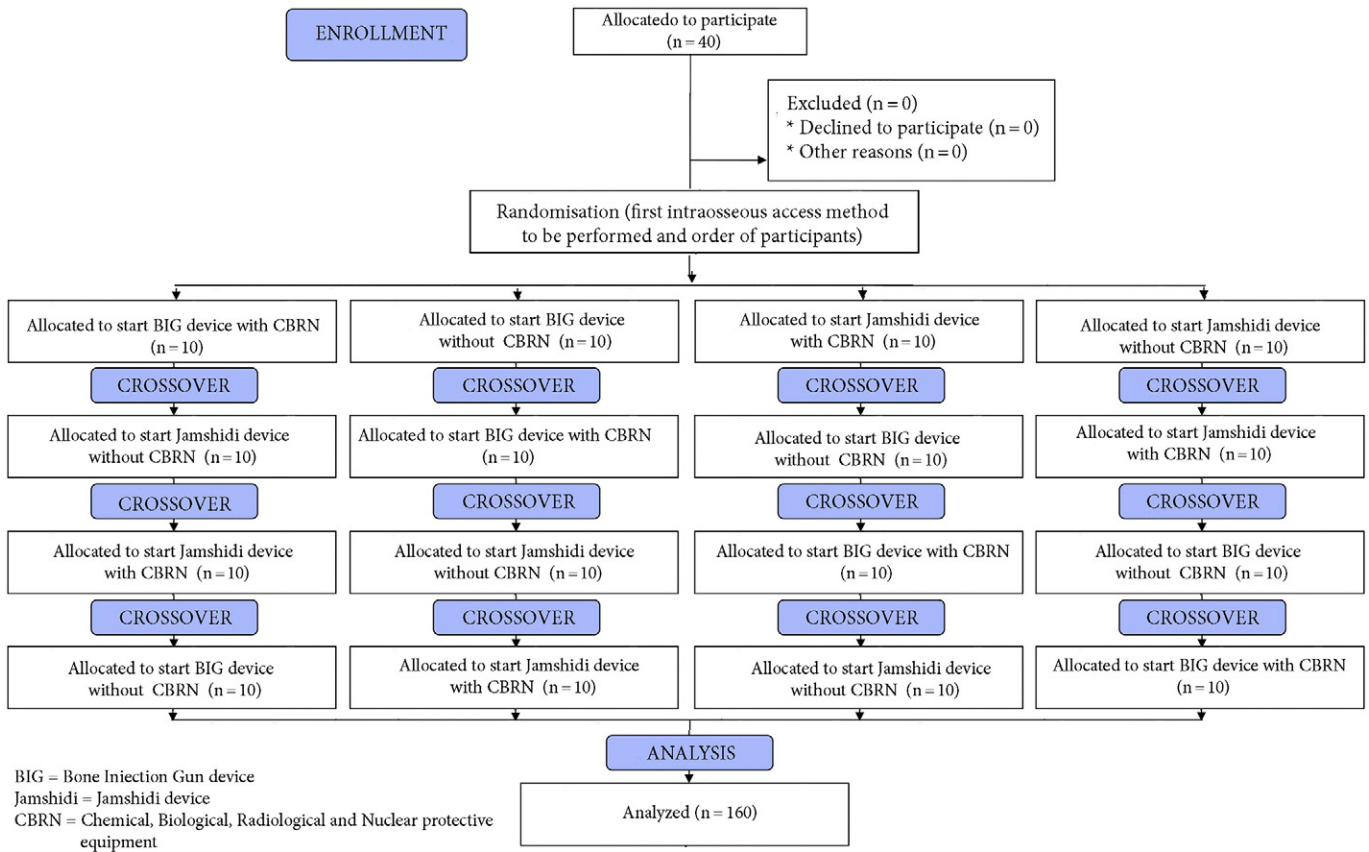 ENROLLMENT
Allocatedo to participate
(n = 40)
Excluded (n = 0)
* Declined to participate (n = 0)
* Other reasons (n = 0)
Randomisation (first intraosseous access method
to be performed and order of participants)
Allocated to start BIG device with CBRN
(n = 10)
Allocated to start BIG device
without CBRN (n = 10)
Allocated to start Jamshidi device
with CBRN (n = 10)
Allocated to start Jamshidi device
without CBRN (n = 10)
CROSSOVER
CROSSOVER
CROSSOVER
CROSSOVER
Allocated to start Jamshidi device
without CBRN (n = 10)
Allocated to start BIG device with CBRN
(n = 10)
Allocated to start BIG device
without CBRN (n = 10)
Allocated to start Jamshidi device
with CBRN (n = 10)
CROSSOVER
CROSSOVER
CROSSOVER
CROSSOVER
Allocated to start Jamshidi device
with CBRN (n = 10)
Allocated to start Jamshidi device
without CBRN (n = 10)
Allocated to start BIG device with CBRN
(n = 10)
Allocated to start BIG device
without CBRN (n = 10)
CROSSOVER
CROSSOVER
CROSSOVER
CROSSOVER
Allocated to start BIG device
without CBRN (n = 10)
Allocated to start Jamshidi device
with CBRN (n = 10)
Allocated to start Jamshidi device
without CBRN (n = 10)
Allocated to start BIG device with CBRN
(n = 10)
ANALYSIS
Analyzed (n = 160)
BIG = Bone Injection Gun device
Jamshidi = Jamshidi device
CBRN = Chemical, Biological, Radiological and Nuclear protective
equipment